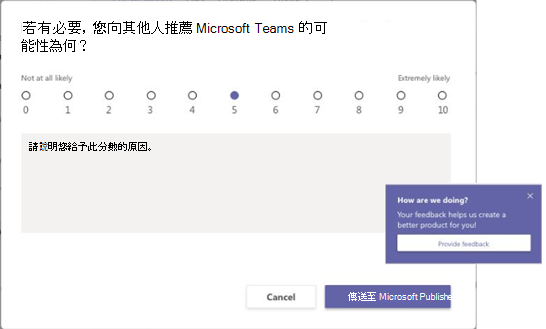 若有必要，您向其他人推薦 Microsoft Teams 的可
能性為何？
Not at all likely
Extremely likely
0 1 2 3 4 5 6 7 8 9 10
請說明您給予此分數的原因。
How are we doing?
Your feedback helps us create a
better product for you!
Provide feedback
Cancel
傳送至 Microsoft Publishe